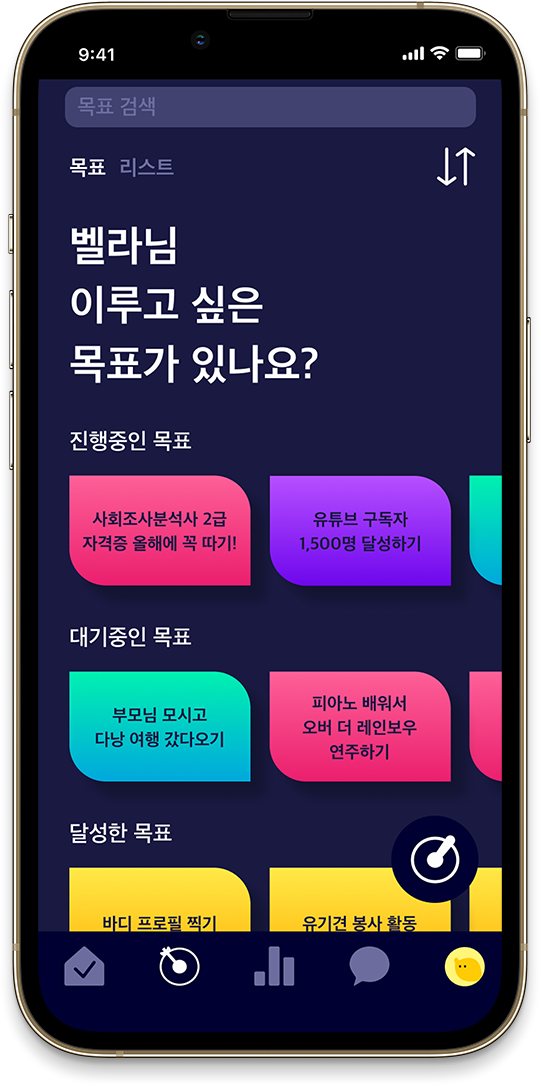 9:41
목표 검색
목표 리스트
벨라님
이루고 싶은
목표가 있나요?
진행중인 목표
사회조사분석사 2급
자격증 올해에 꼭 따기!
유튜브 구독자
1,500명 달성하기
대기중인 목표
부모님 모시고
다낭 여행 갔다오기
피아노 배워서
오버 더 레인보우
연주하기
달성한 목표
바디 프로필 찍기
유기견 봉사 활동